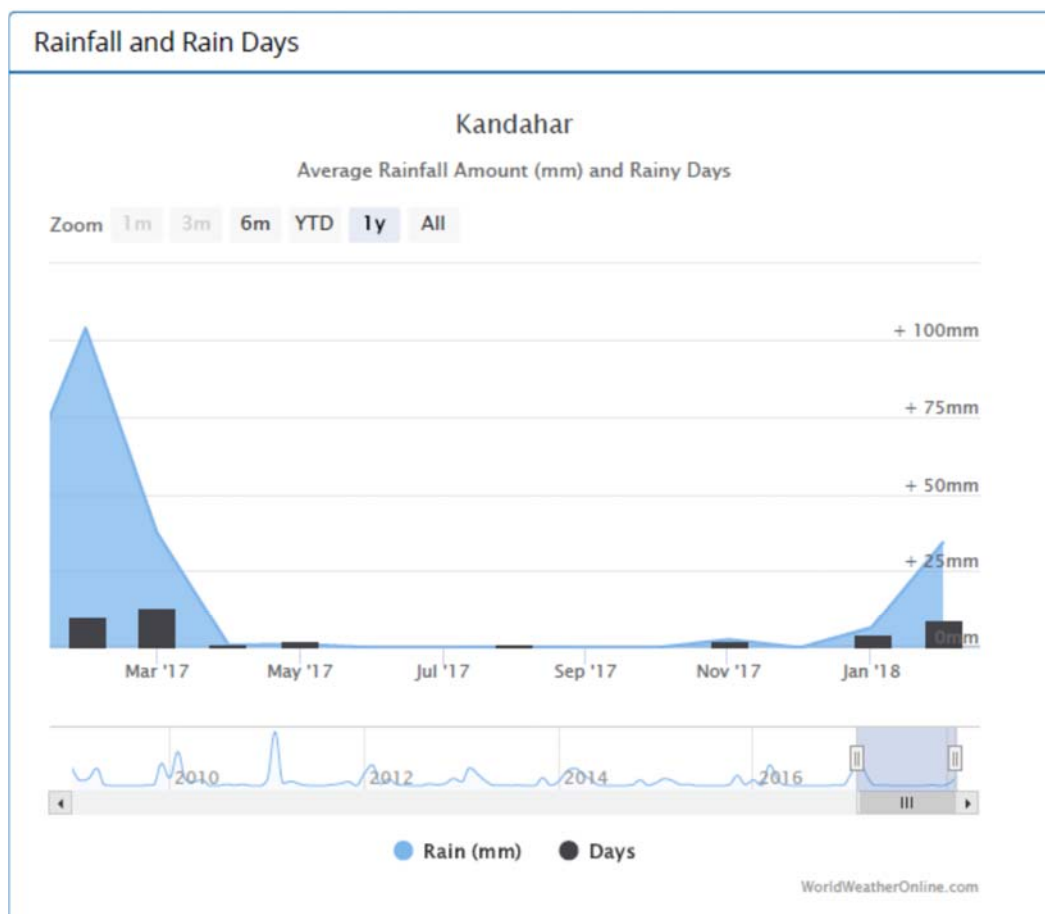 Rainfall and Rain Days
Kandahar
Average Rainfall Amount (mm) and Rainy Days
Zoom 1m 3m 6m YTD 1y All
+ 100mm
+ 75mm
+ 50mm
+ 25mm
0mm
Mar '17 May '17 Jul '17 Sep '17 Nov '17 Jan '18
2010 2012 2014 2016
Rain (mm) Days
WorldWeatherOnline.com